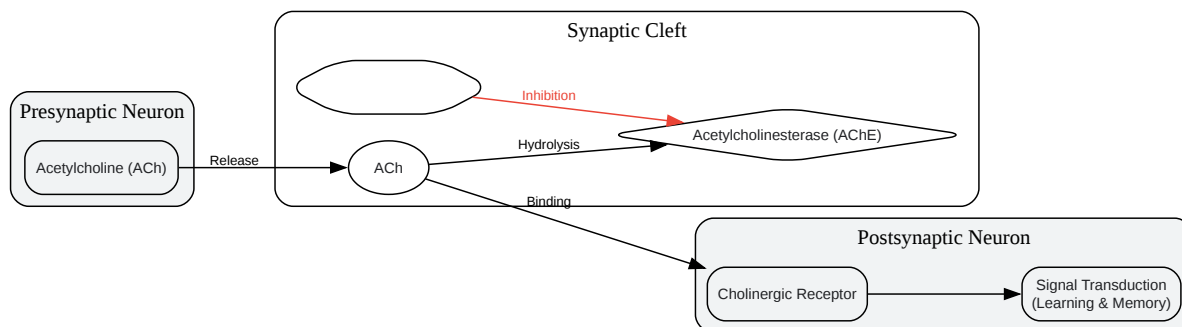 Synaptic Cleft
Inhibition
Presynaptic Neuron
Acetylcholinesterase (AChE)
Hydrolysis
Release
Acetylcholine (ACh)
ACh
Binding
Postsynaptic Neuron
Cholinergic Receptor
Signal Transduction
(Learning & Memory)